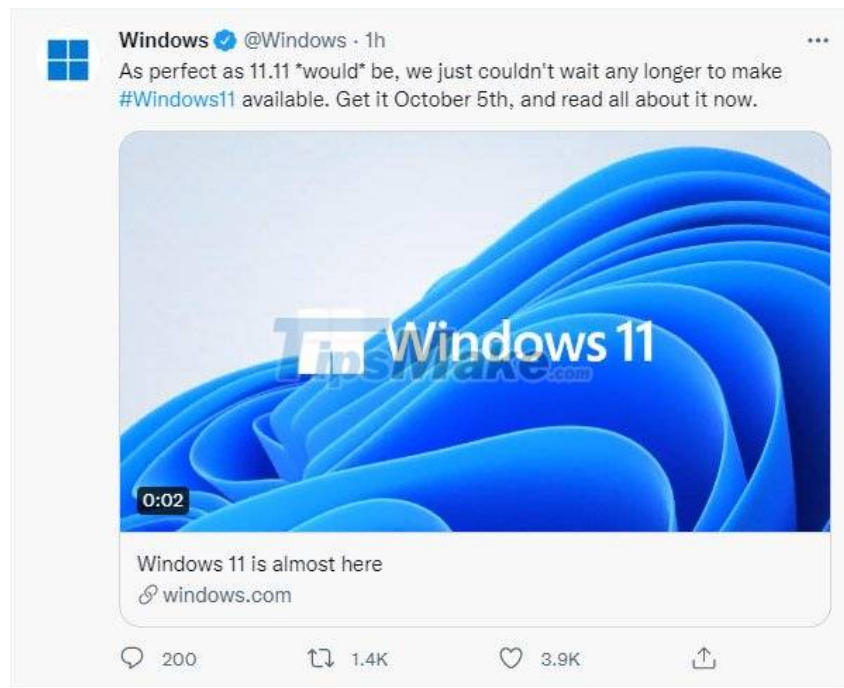 Windows @Windows · 1h
As perfect as 11.11 *would* be, we just couldn't wait any longer to make
#Windows11 available. Get it October 5th, and read all about it now.
Windows 11
TipsMake.com
0:02
Windows 11 is almost here
windows.com
200 1.4K 3.9K